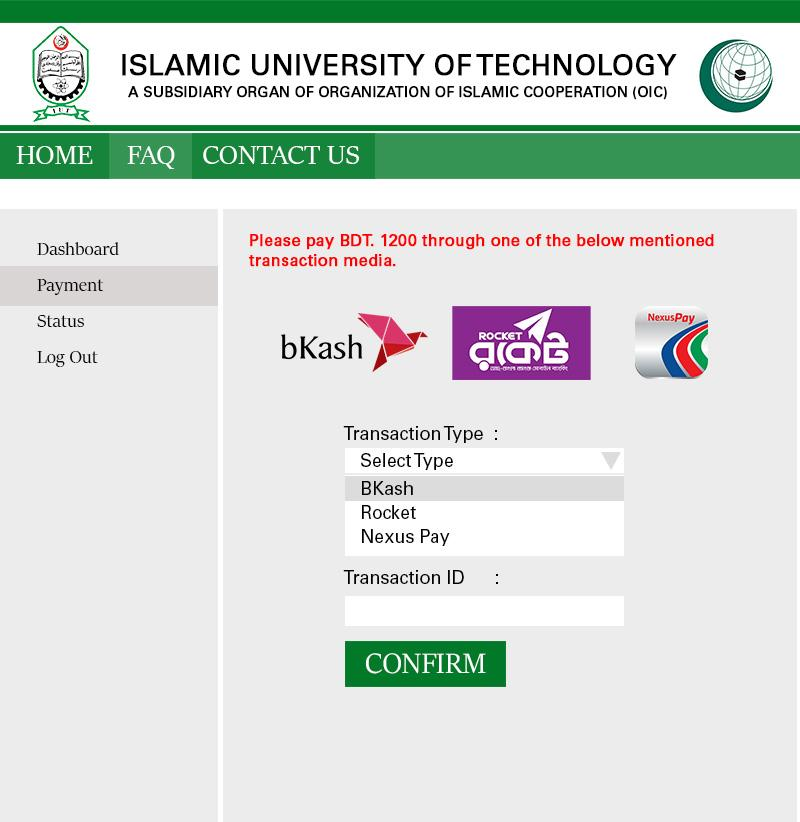 ISLAMIC UNIVERSITY OF TECHNOLOGY
A SUBSIDIARY ORGAN OF ORGANIZATION OF ISLAMIC COOPERATION (OIC)
IUT
HOME FAQ CONTACT US
Dashboard
Payment
Status
Log Out
Please pay BDT. 1200 through one of the below mentioned
transaction media.
bKash
ROCKET
রকেট
NexusPay
Transaction Type :
Select Type
BKash
Rocket
Nexus Pay
Transaction ID :
CONFIRM